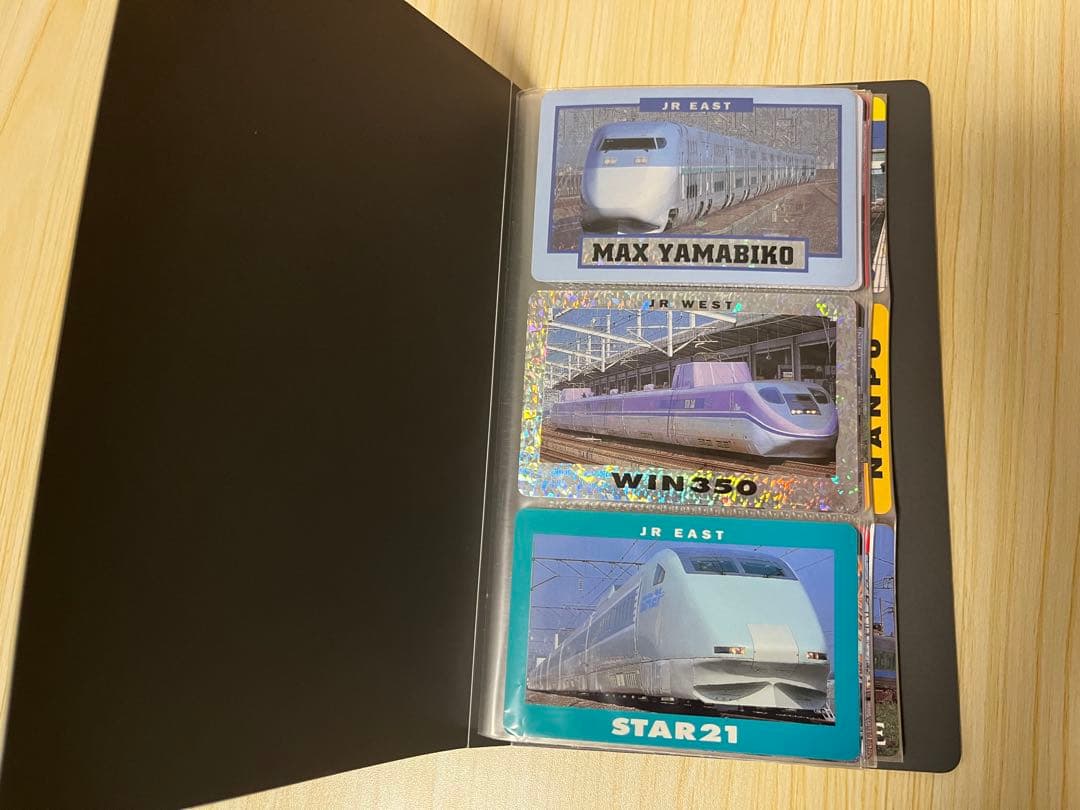 JR EAST
MAX YAMABIKO
JR WEST
WIN350
JR EAST
STAR21
NANPU
E